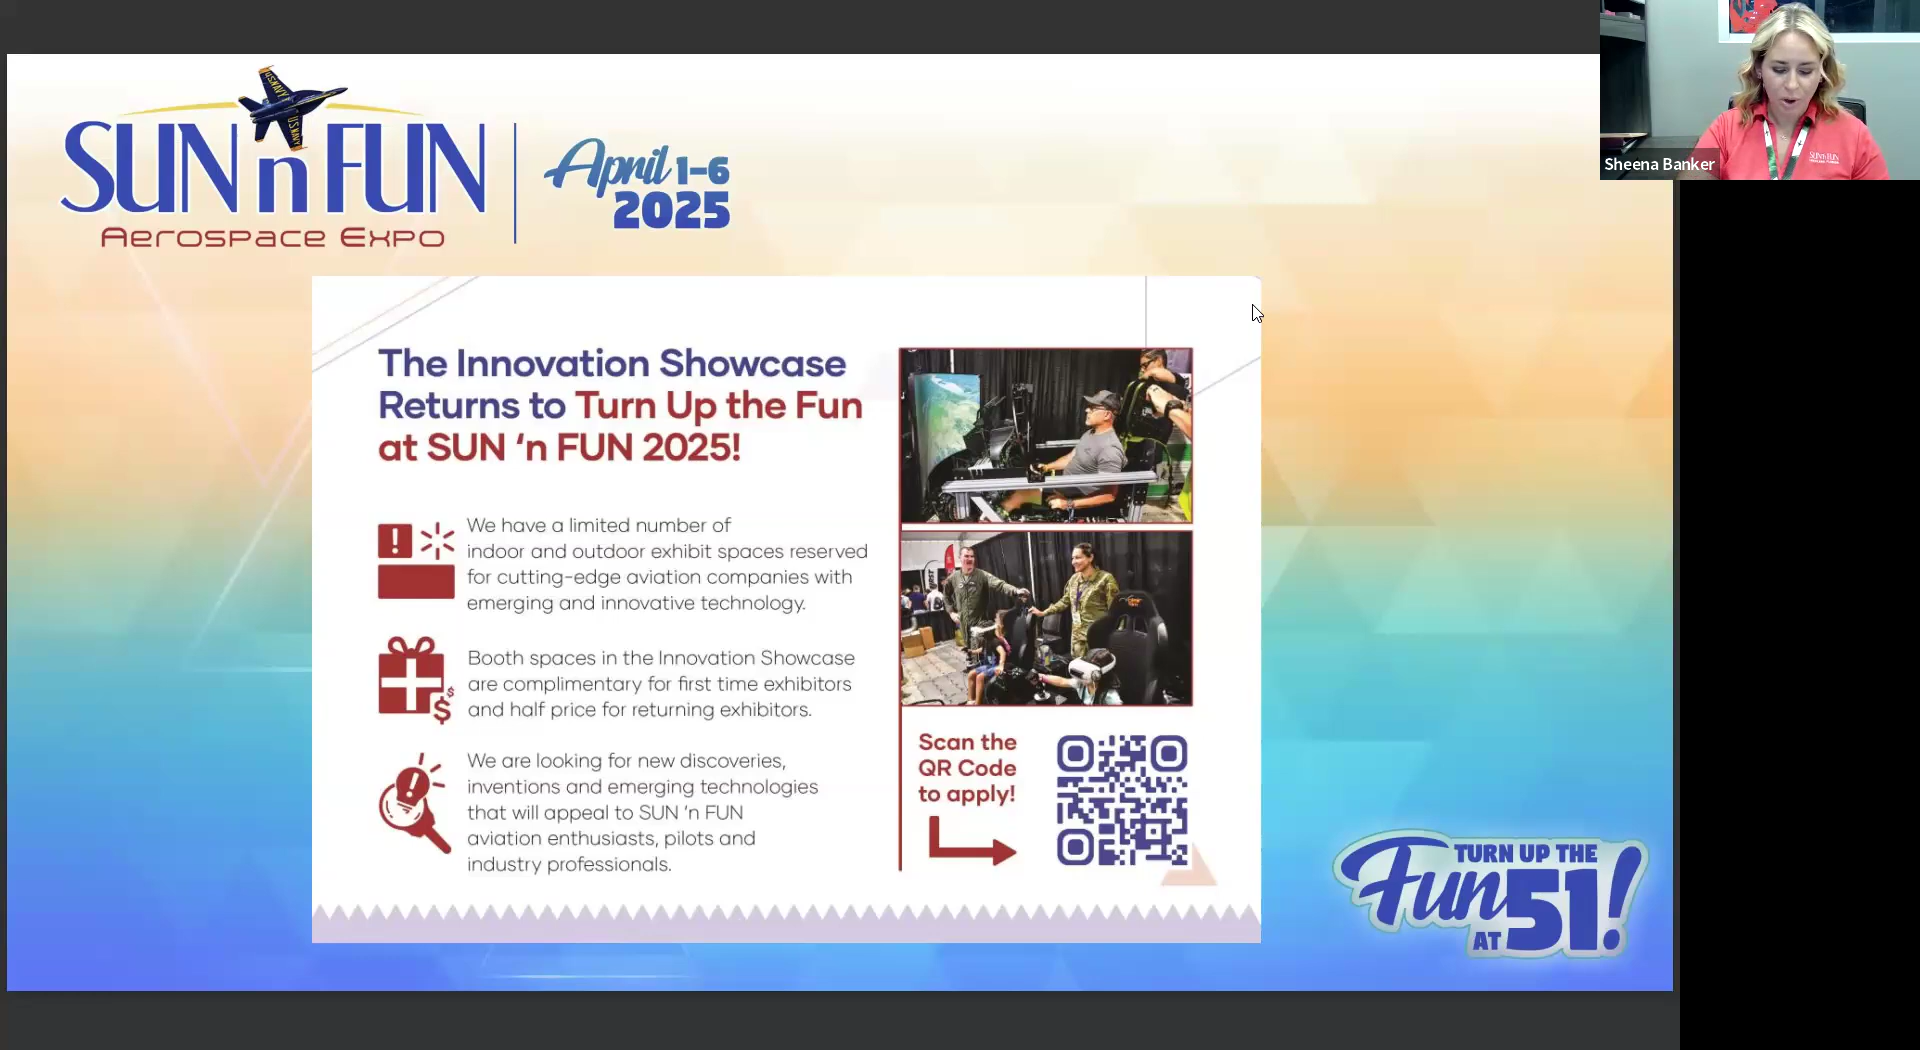 SUN n FUN
Aerospace Expo
U.S.NAVY
U.S.NAVY
April 1-6
2025
Sheena Banker
The Innovation Showcase
Returns to Turn Up the Fun
at SUN ‘n FUN 2025!
We have a limited number of
indoor and outdoor exhibit spaces reserved
for cutting-edge aviation companies with
emerging and innovative technology.
Booth spaces in the Innovation Showcase
are complimentary for first time exhibitors
and half price for returning exhibitors.
We are looking for new discoveries,
inventions and emerging technologies
that will appeal to SUN ‘n FUN
aviation enthusiasts, pilots and
industry professionals.
Scan the
QR Code
to apply!
TURN UP THE
Fun
AT 51!